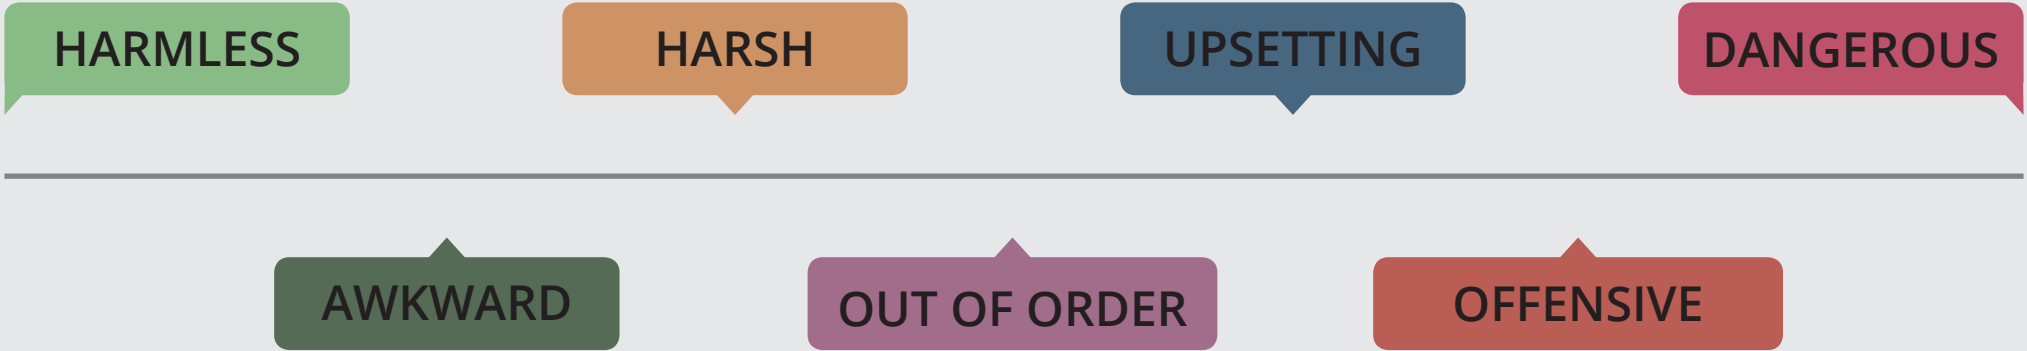 HARMLESS
HARSH
UPSETTING
DANGEROUS
AWKWARD
OUT OF ORDER
OFFENSIVE